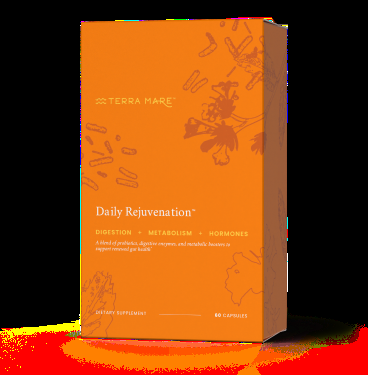 TERRA MARE™
Daily Rejuvenation™
DIGESTION + METABOLISM + HORMONES
A blend of probiotics, digestive enzymes, and metabolic boosters to
support renewed gut health*
DIETARY SUPPLEMENT 60 CAPSULES